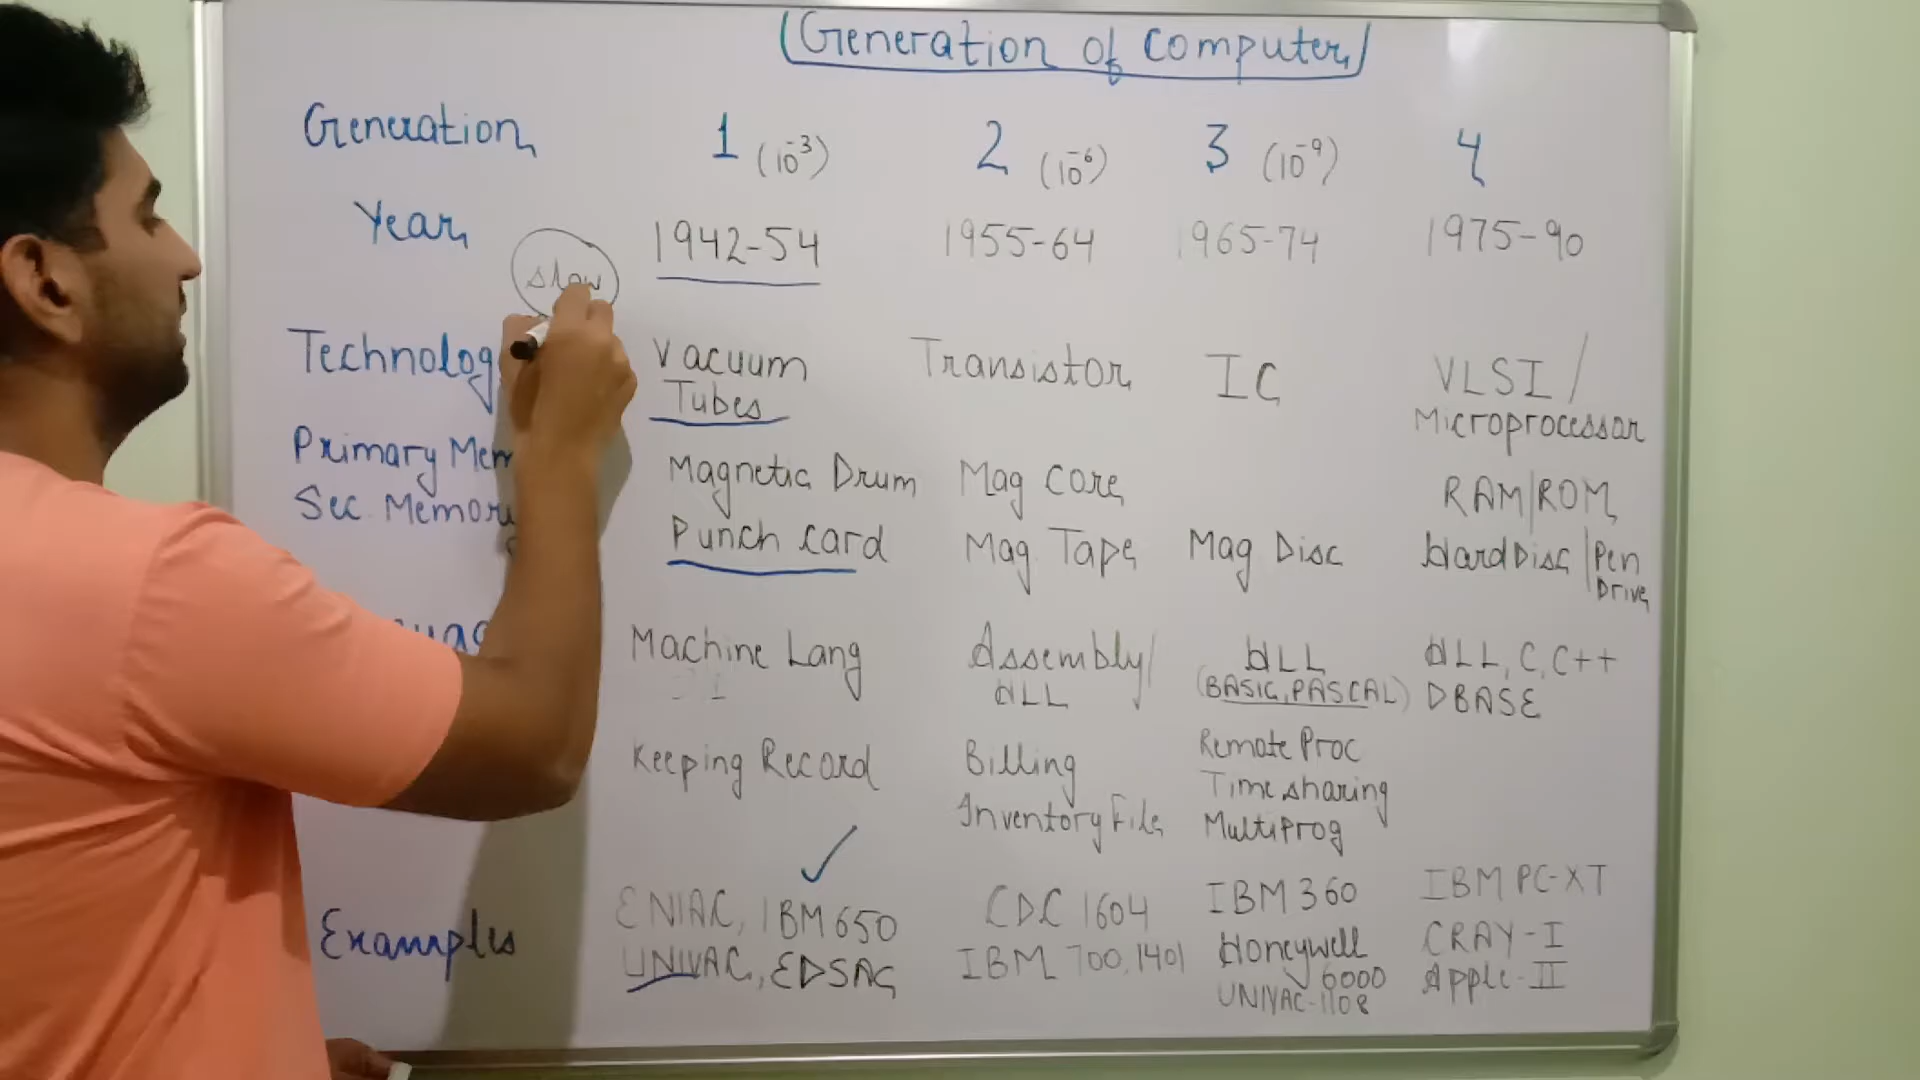 Generation of computer
Generation 1 (10⁻³) 2 (10⁻⁶) 3 (10⁻⁹) 4
Year 1942-54 1955-64 1965-74 1975-90
slow
Technolog Vacuum Tubes Transistor IC VLSI / Microprocessor
Primary Mem Magnetic Drum Mag Core RAM/ROM
Sec. Memory Punch card Mag Tape Mag Disc Hard Disc / Pen Drive
Machine Lang Assembly/ HLL HLL HLL, C, C++
(BASIC, PASCAL) DBASE
Keeping Record Billing Remote Proc
Inventory File Time sharing
Multiprog
Examples ENIAC, IBM 650 CDC 1604 IBM 360 IBM PC-XT
UNIVAC, EDSAC IBM 700, 1401 Honeywell 6000 CRAY-I
UNIVAC-1108 Apple-II